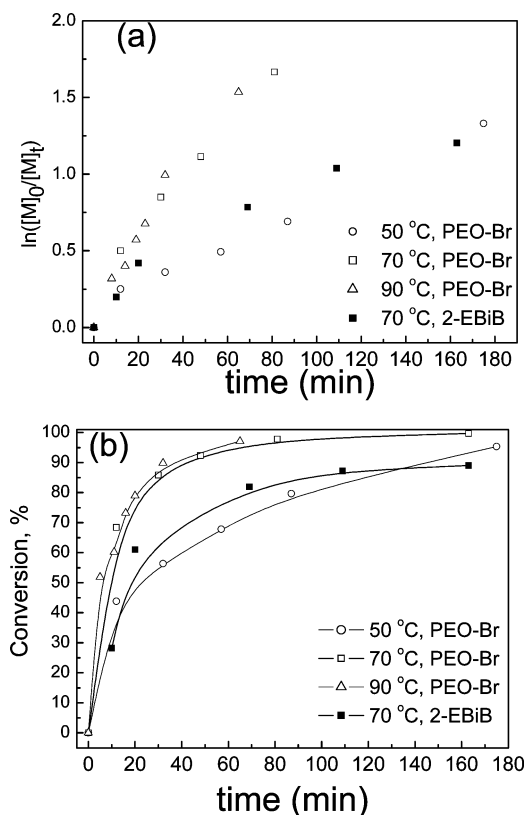 (a)
2.0
1.5
1.0
0.5
0.0
ln([M]0/[M]t)
50 °C, PEO-Br
70 °C, PEO-Br
90 °C, PEO-Br
70 °C, 2-EBiB
0 20 40 60 80 100 120 140 160 180
time (min)
(b)
100
90
80
70
60
50
40
30
20
10
0
Conversion, %
50 °C, PEO-Br
70 °C, PEO-Br
90 °C, PEO-Br
70 °C, 2-EBiB
0 20 40 60 80 100 120 140 160 180
time (min)